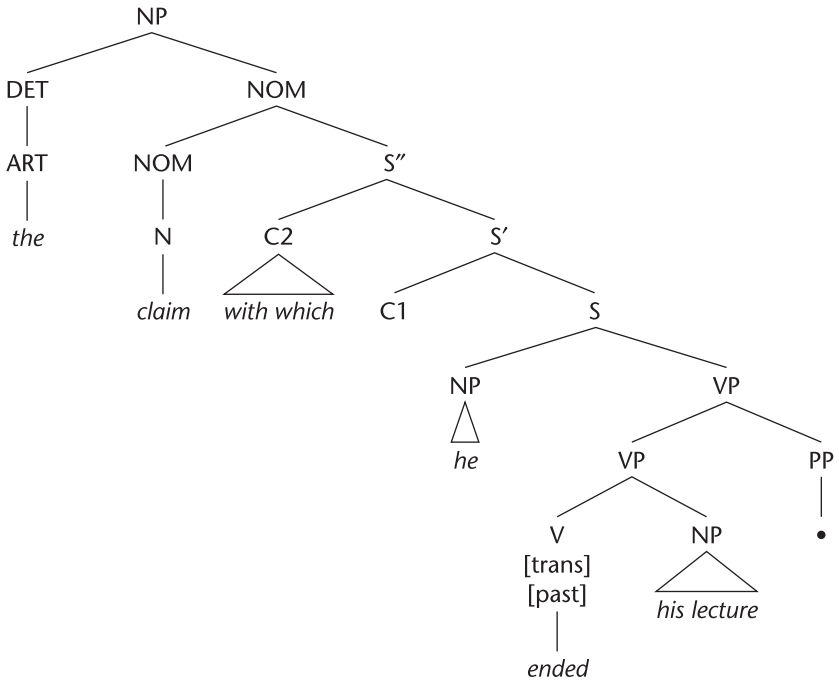 NP
DET NOM
ART NOM S″
the N C2 S′
claim with which C1 S
NP VP
he VP PP
V NP •
[trans]
[past] his lecture
ended